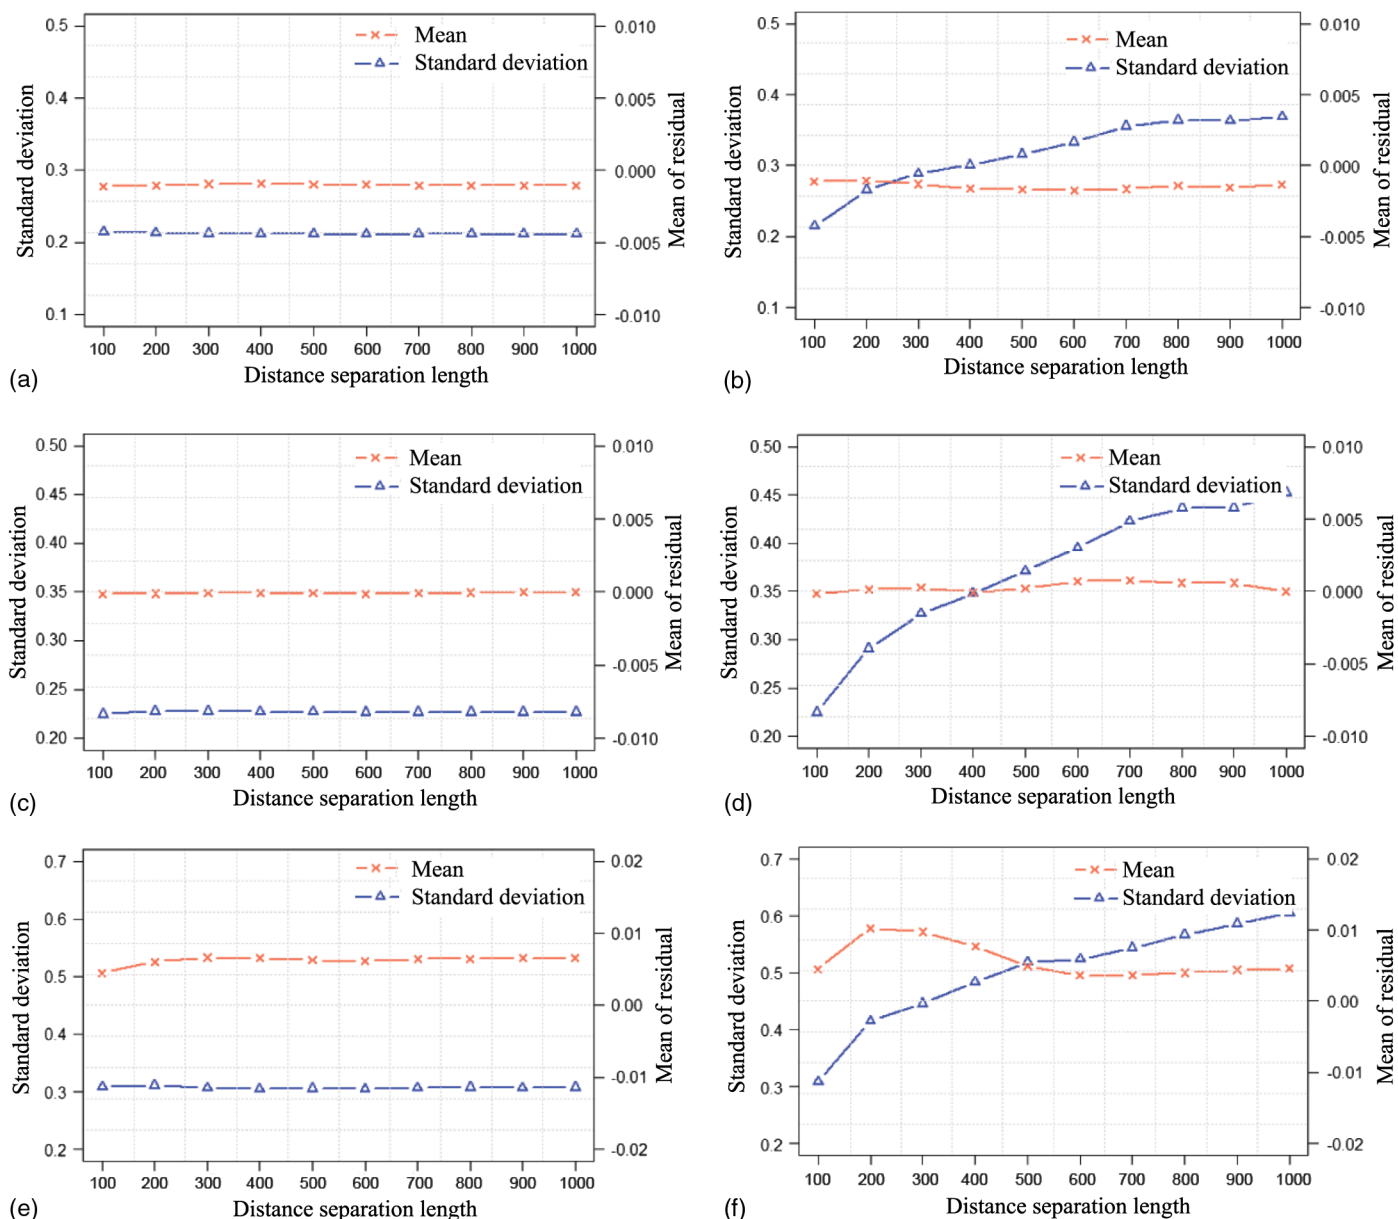 0.5
0.4
0.3
0.2
0.1
Standard deviation
Mean
Standard deviation
0.010
0.005
0.000
-0.005
-0.010
Mean of residual
100 200 300 400 500 600 700 800 900 1000
Distance separation length
(a)
0.5
0.4
0.3
0.2
0.1
Standard deviation
Mean
Standard deviation
0.010
0.005
0.000
-0.005
-0.010
Mean of residual
100 200 300 400 500 600 700 800 900 1000
Distance separation length
(b)
0.50
0.45
0.40
0.35
0.30
0.25
0.20
Standard deviation
Mean
Standard deviation
0.010
0.005
0.000
-0.005
-0.010
Mean of residual
100 200 300 400 500 600 700 800 900 1000
Distance separation length
(c)
0.50
0.45
0.40
0.35
0.30
0.25
0.20
Standard deviation
Mean
Standard deviation
0.010
0.005
0.000
-0.005
-0.010
Mean of residual
100 200 300 400 500 600 700 800 900 1000
Distance separation length
(d)
0.7
0.6
0.5
0.4
0.3
0.2
Standard deviation
Mean
Standard deviation
0.02
0.01
0.00
-0.01
-0.02
Mean of residual
100 200 300 400 500 600 700 800 900 1000
Distance separation length
(e)
0.7
0.6
0.5
0.4
0.3
0.2
Standard deviation
Mean
Standard deviation
0.02
0.01
0.00
-0.01
-0.02
Mean of residual
100 200 300 400 500 600 700 800 900 1000
Distance separation length
(f)